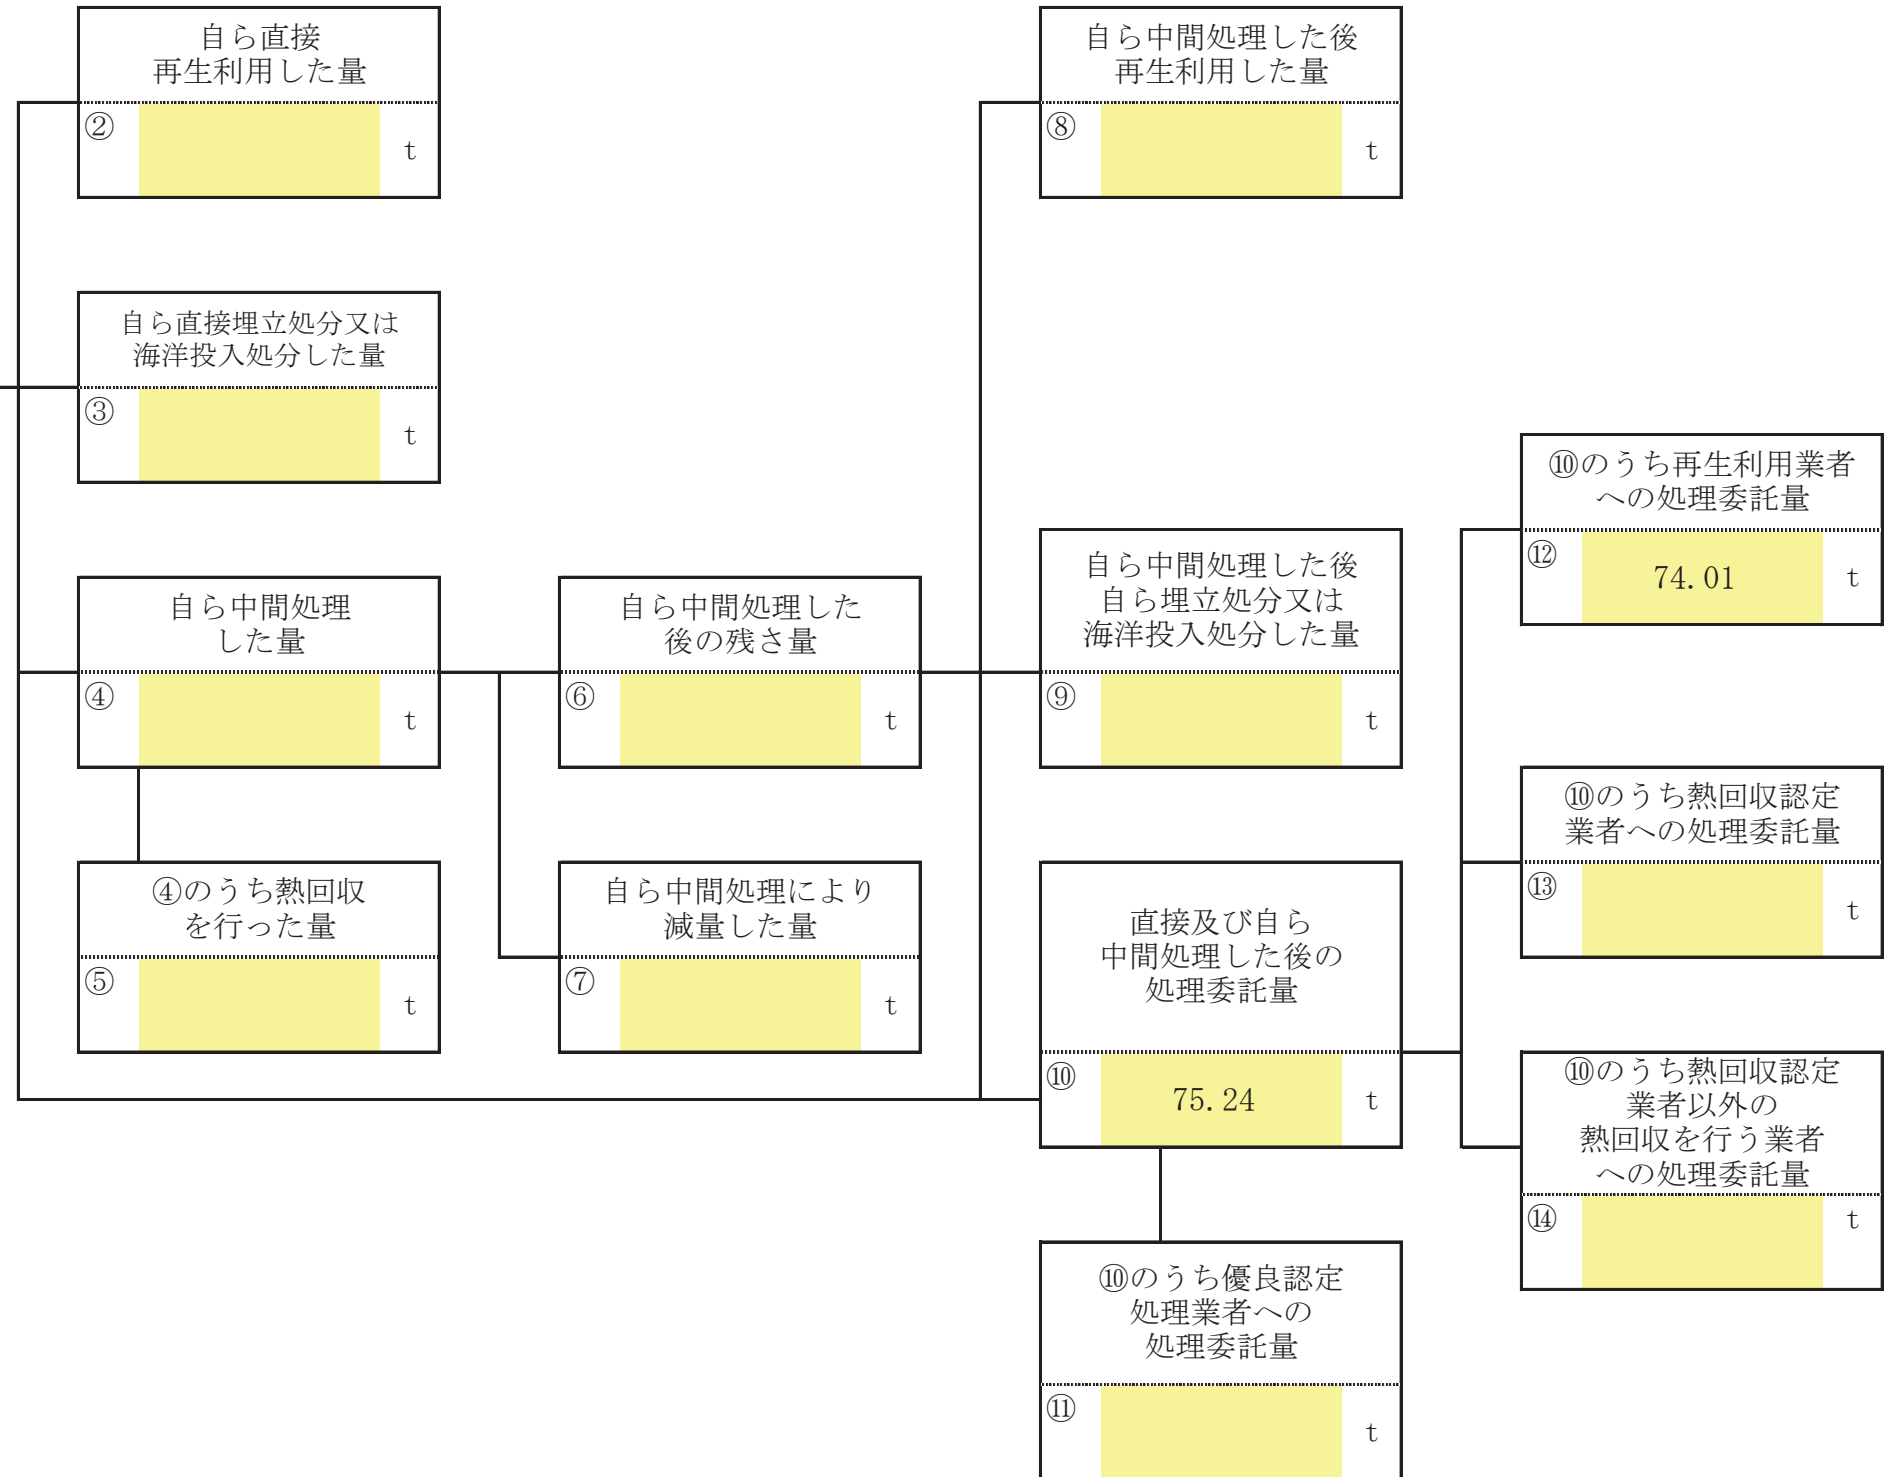 自ら直接
再生利用した量
②
t
自ら中間処理した後
再生利用した量
⑧
t
自ら直接埋立処分又は
海洋投入処分した量
③
t
⑩のうち再生利用業者
への処理委託量
⑫
74.01
t
自ら中間処理
した量
④
t
自ら中間処理した
後の残さ量
⑥
t
自ら中間処理した後
自ら埋立処分又は
海洋投入処分した量
⑨
t
⑩のうち熱回収認定
業者への処理委託量
⑬
t
④のうち熱回収
を行った量
⑤
t
自ら中間処理により
減量した量
⑦
t
直接及び自ら
中間処理した後の
処理委託量
⑩
75.24
t
⑩のうち熱回収認定
業者以外の
熱回収を行う業者
への処理委託量
⑭
t
⑩のうち優良認定
処理業者への
処理委託量
⑪
t